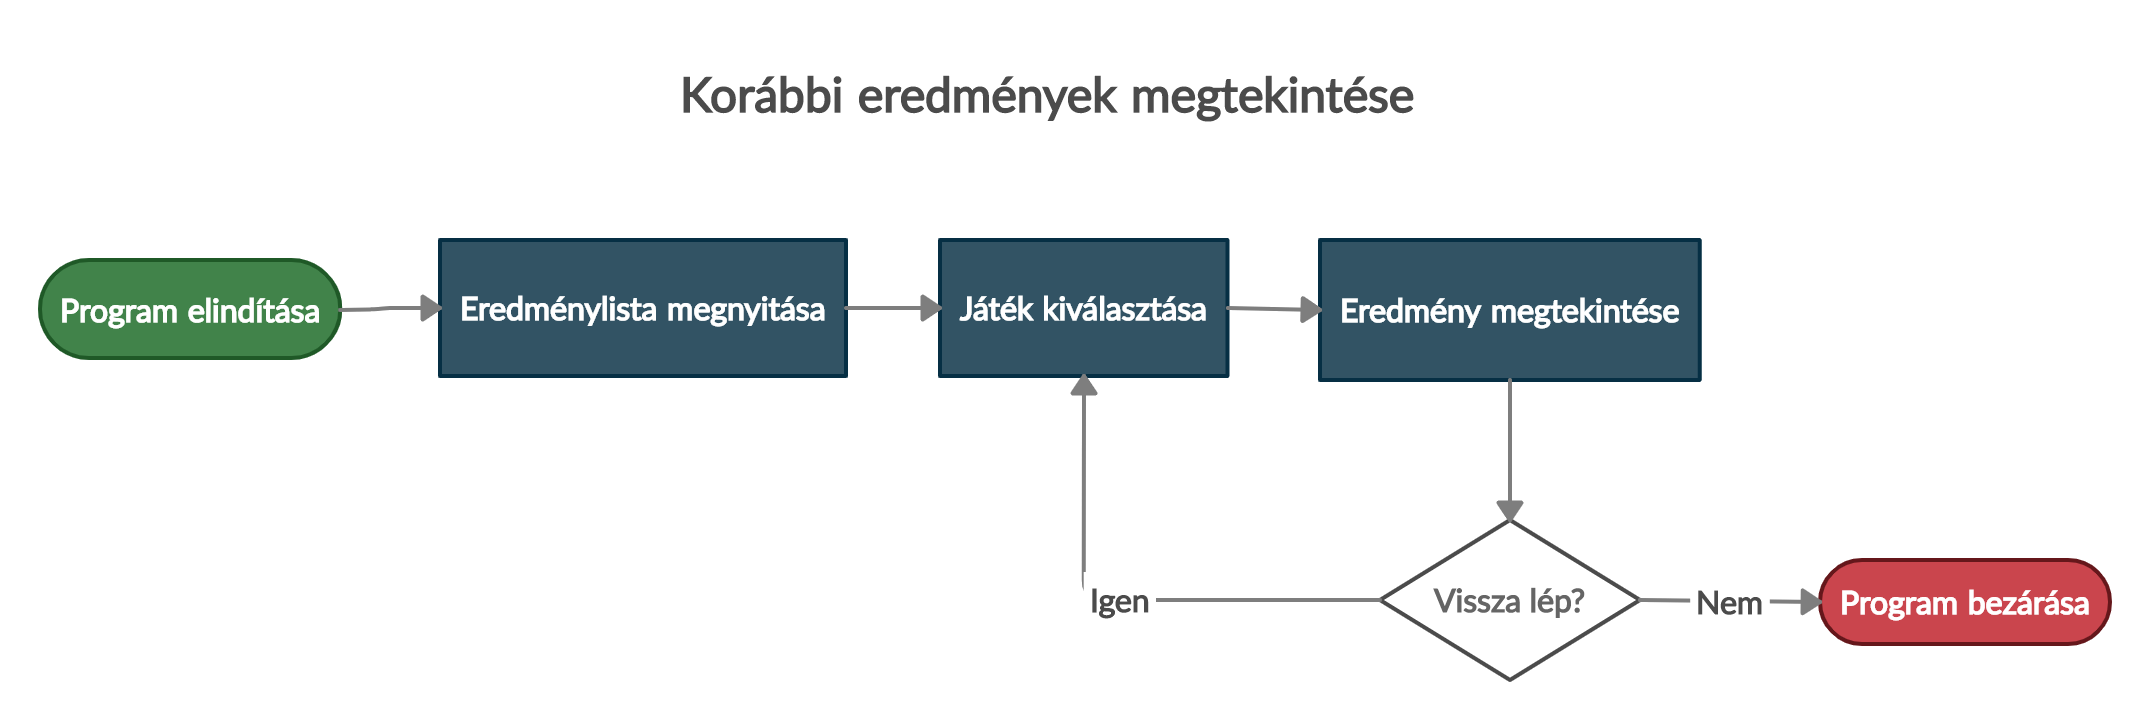 Korábbi eredmények megtekintése
Program elindítása
Eredménylista megnyitása
Játék kiválasztása
Eredmény megtekintése
Vissza lép?
Igen
Nem
Program bezárása